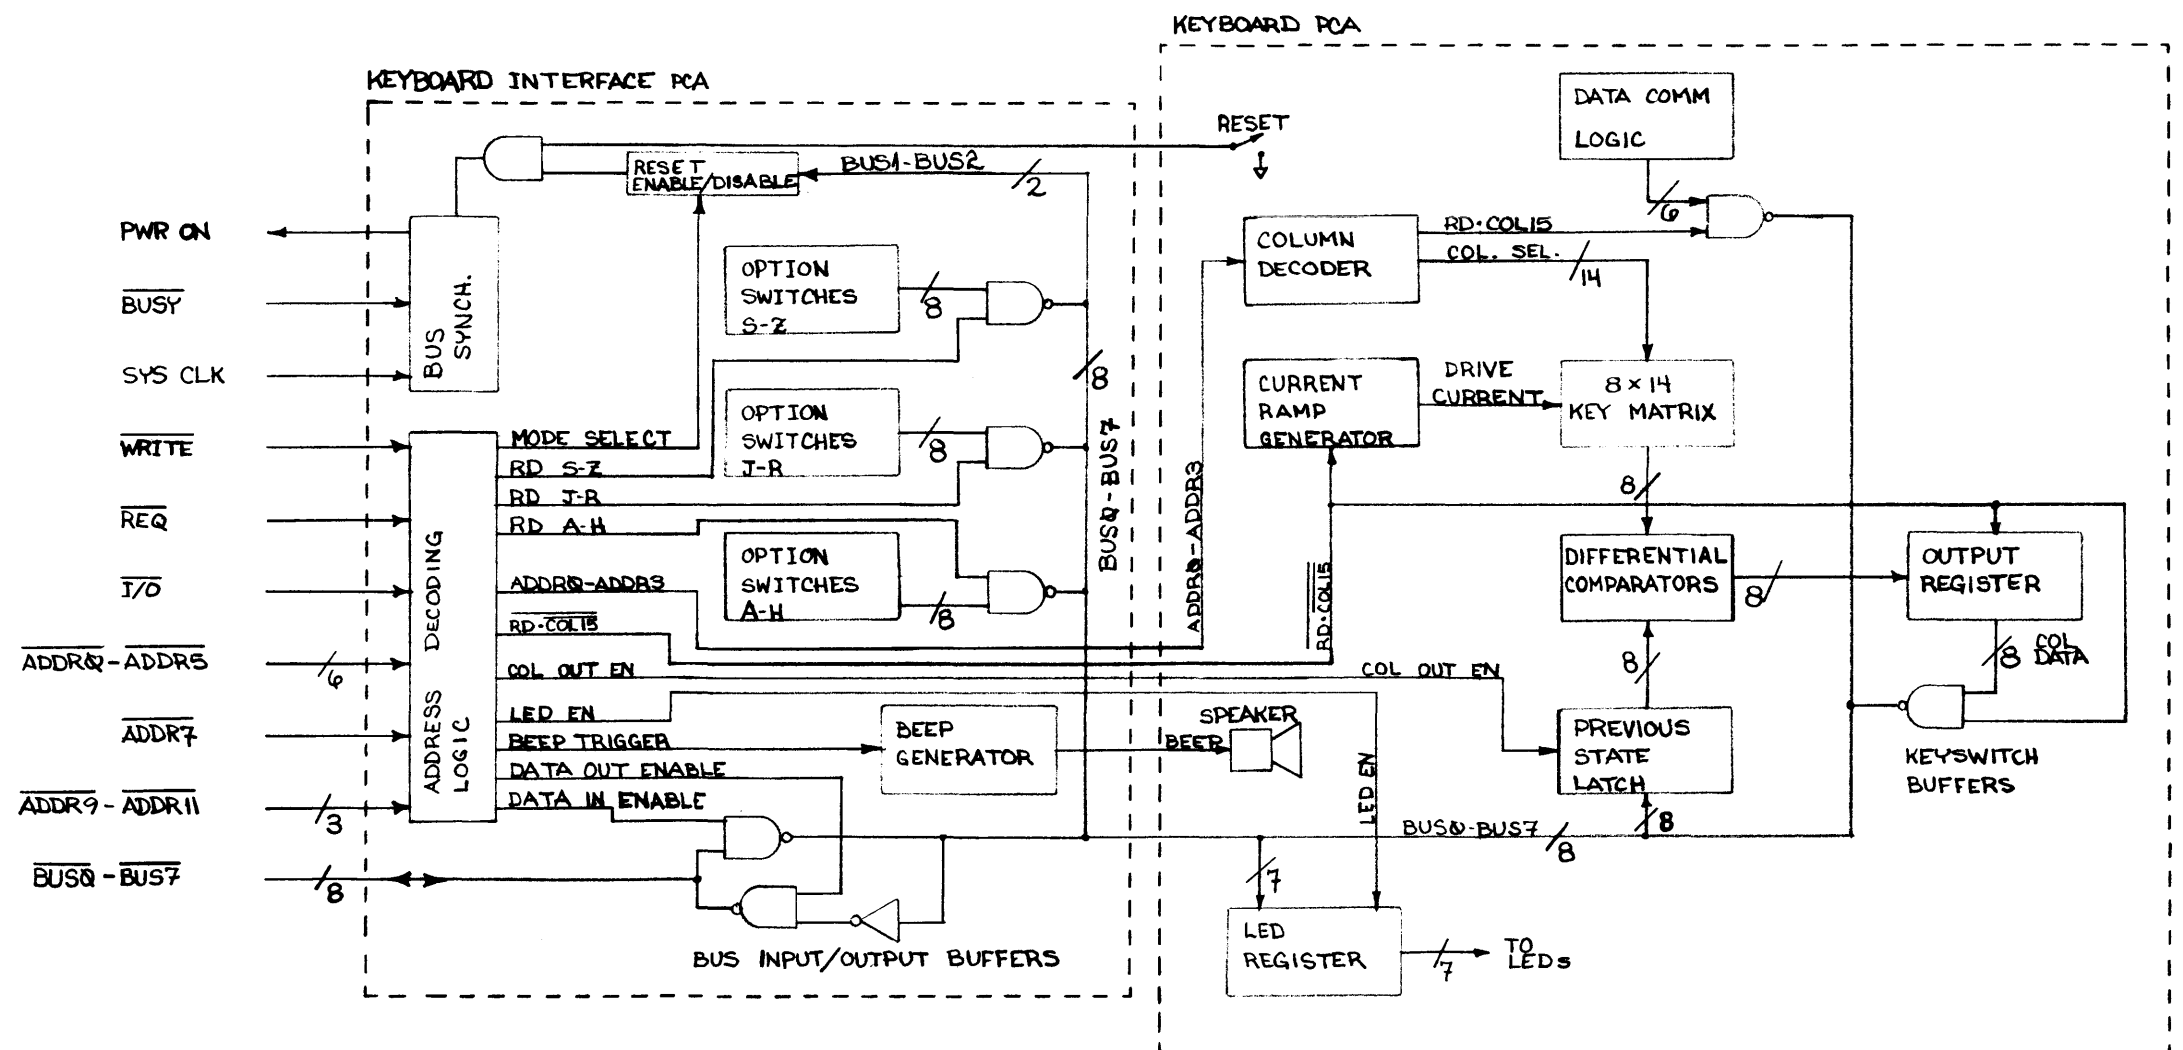 KEYBOARD PCA
KEYBOARD INTERFACE PCA
DATA COMM
LOGIC
RESET
RESET
ENABLE/DISABLE
BUS1-BUS2
2
6
PWR ON
BUSY
SYS CLK
BUS
SYNCH.
OPTION
SWITCHES
S-Z
8
COLUMN
DECODER
RD·COL15
COL. SEL.
14
8
BUS0-BUS7
OPTION
SWITCHES
J-R
8
CURRENT
RAMP
GENERATOR
DRIVE
CURRENT
8 × 14
KEY MATRIX
8
WRITE
REQ
I/O
ADDR0-ADDR5
6
ADDR7
ADDR9-ADDR11
3
BUS0-BUS7
8
ADDRESS DECODING
LOGIC
MODE SELECT
RD S-Z
RD J-R
RD A-H
ADDR0-ADDR3
RD·COL15
COL OUT EN
LED EN
BEEP TRIGGER
DATA OUT ENABLE
DATA IN ENABLE
OPTION
SWITCHES
A-H
8
ADDR0-ADDR3
RD·COL15
DIFFERENTIAL
COMPARATORS
8
OUTPUT
REGISTER
8
COL
DATA
8
COL OUT EN
BEEP
GENERATOR
BEEP
SPEAKER
LED EN
PREVIOUS
STATE
LATCH
8
KEYSWITCH
BUFFERS
BUS0-BUS7
8
7
LED
REGISTER
7
TO
LEDs
BUS INPUT/OUTPUT BUFFERS